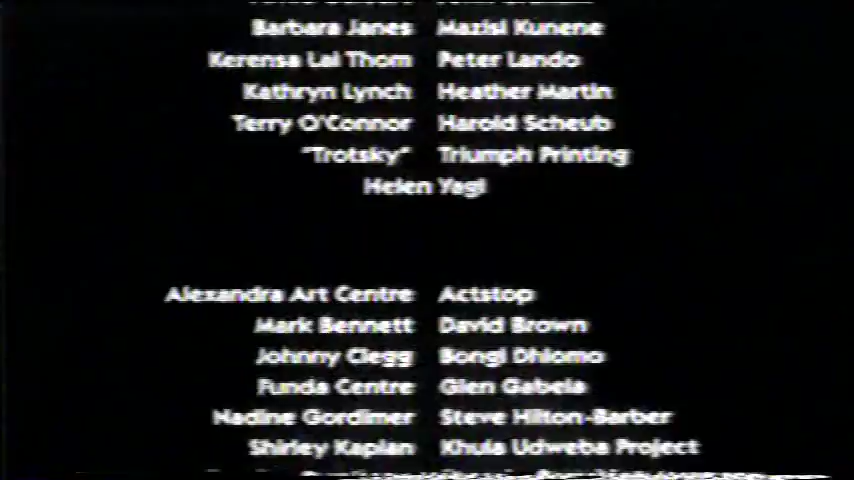 Barbara Janes Mazisi Kunene
Kerensa Lai Thom Peter Lando
Kathryn Lynch Heather Martin
Terry O'Connor Harold Scheub
"Trotsky" Triumph Printing
Helen Yagi
Alexandra Art Centre Actstop
Mark Bennett David Brown
Johnny Clegg Bongi Dhlomo
Funda Centre Glen Gabela
Nadine Gordimer Steve Hilton-Barber
Shirley Kaplan Khula Udweba Project